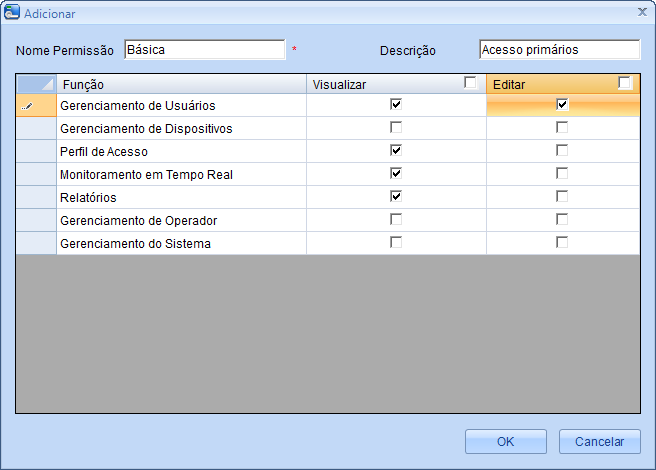 Adicionar
Nome Permissão Básica * Descrição Acesso primários
Função Visualizar Editar
Gerenciamento de Usuários
Gerenciamento de Dispositivos
Perfil de Acesso
Monitoramento em Tempo Real
Relatórios
Gerenciamento de Operador
Gerenciamento do Sistema
OK Cancelar